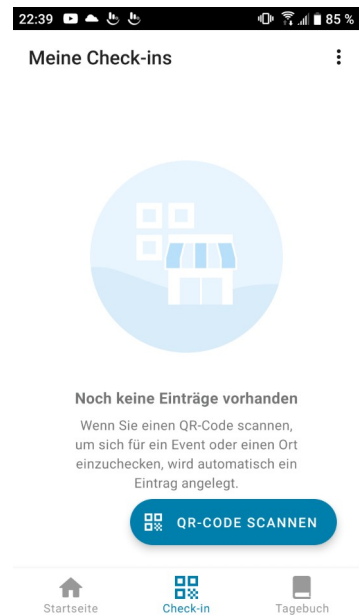 22:39 85 %
Meine Check-ins
Noch keine Einträge vorhanden
Wenn Sie einen QR-Code scannen,
um sich für ein Event oder einen Ort
einzuchecken, wird automatisch ein
Eintrag angelegt.
QR-CODE SCANNEN
Startseite Check-in Tagebuch